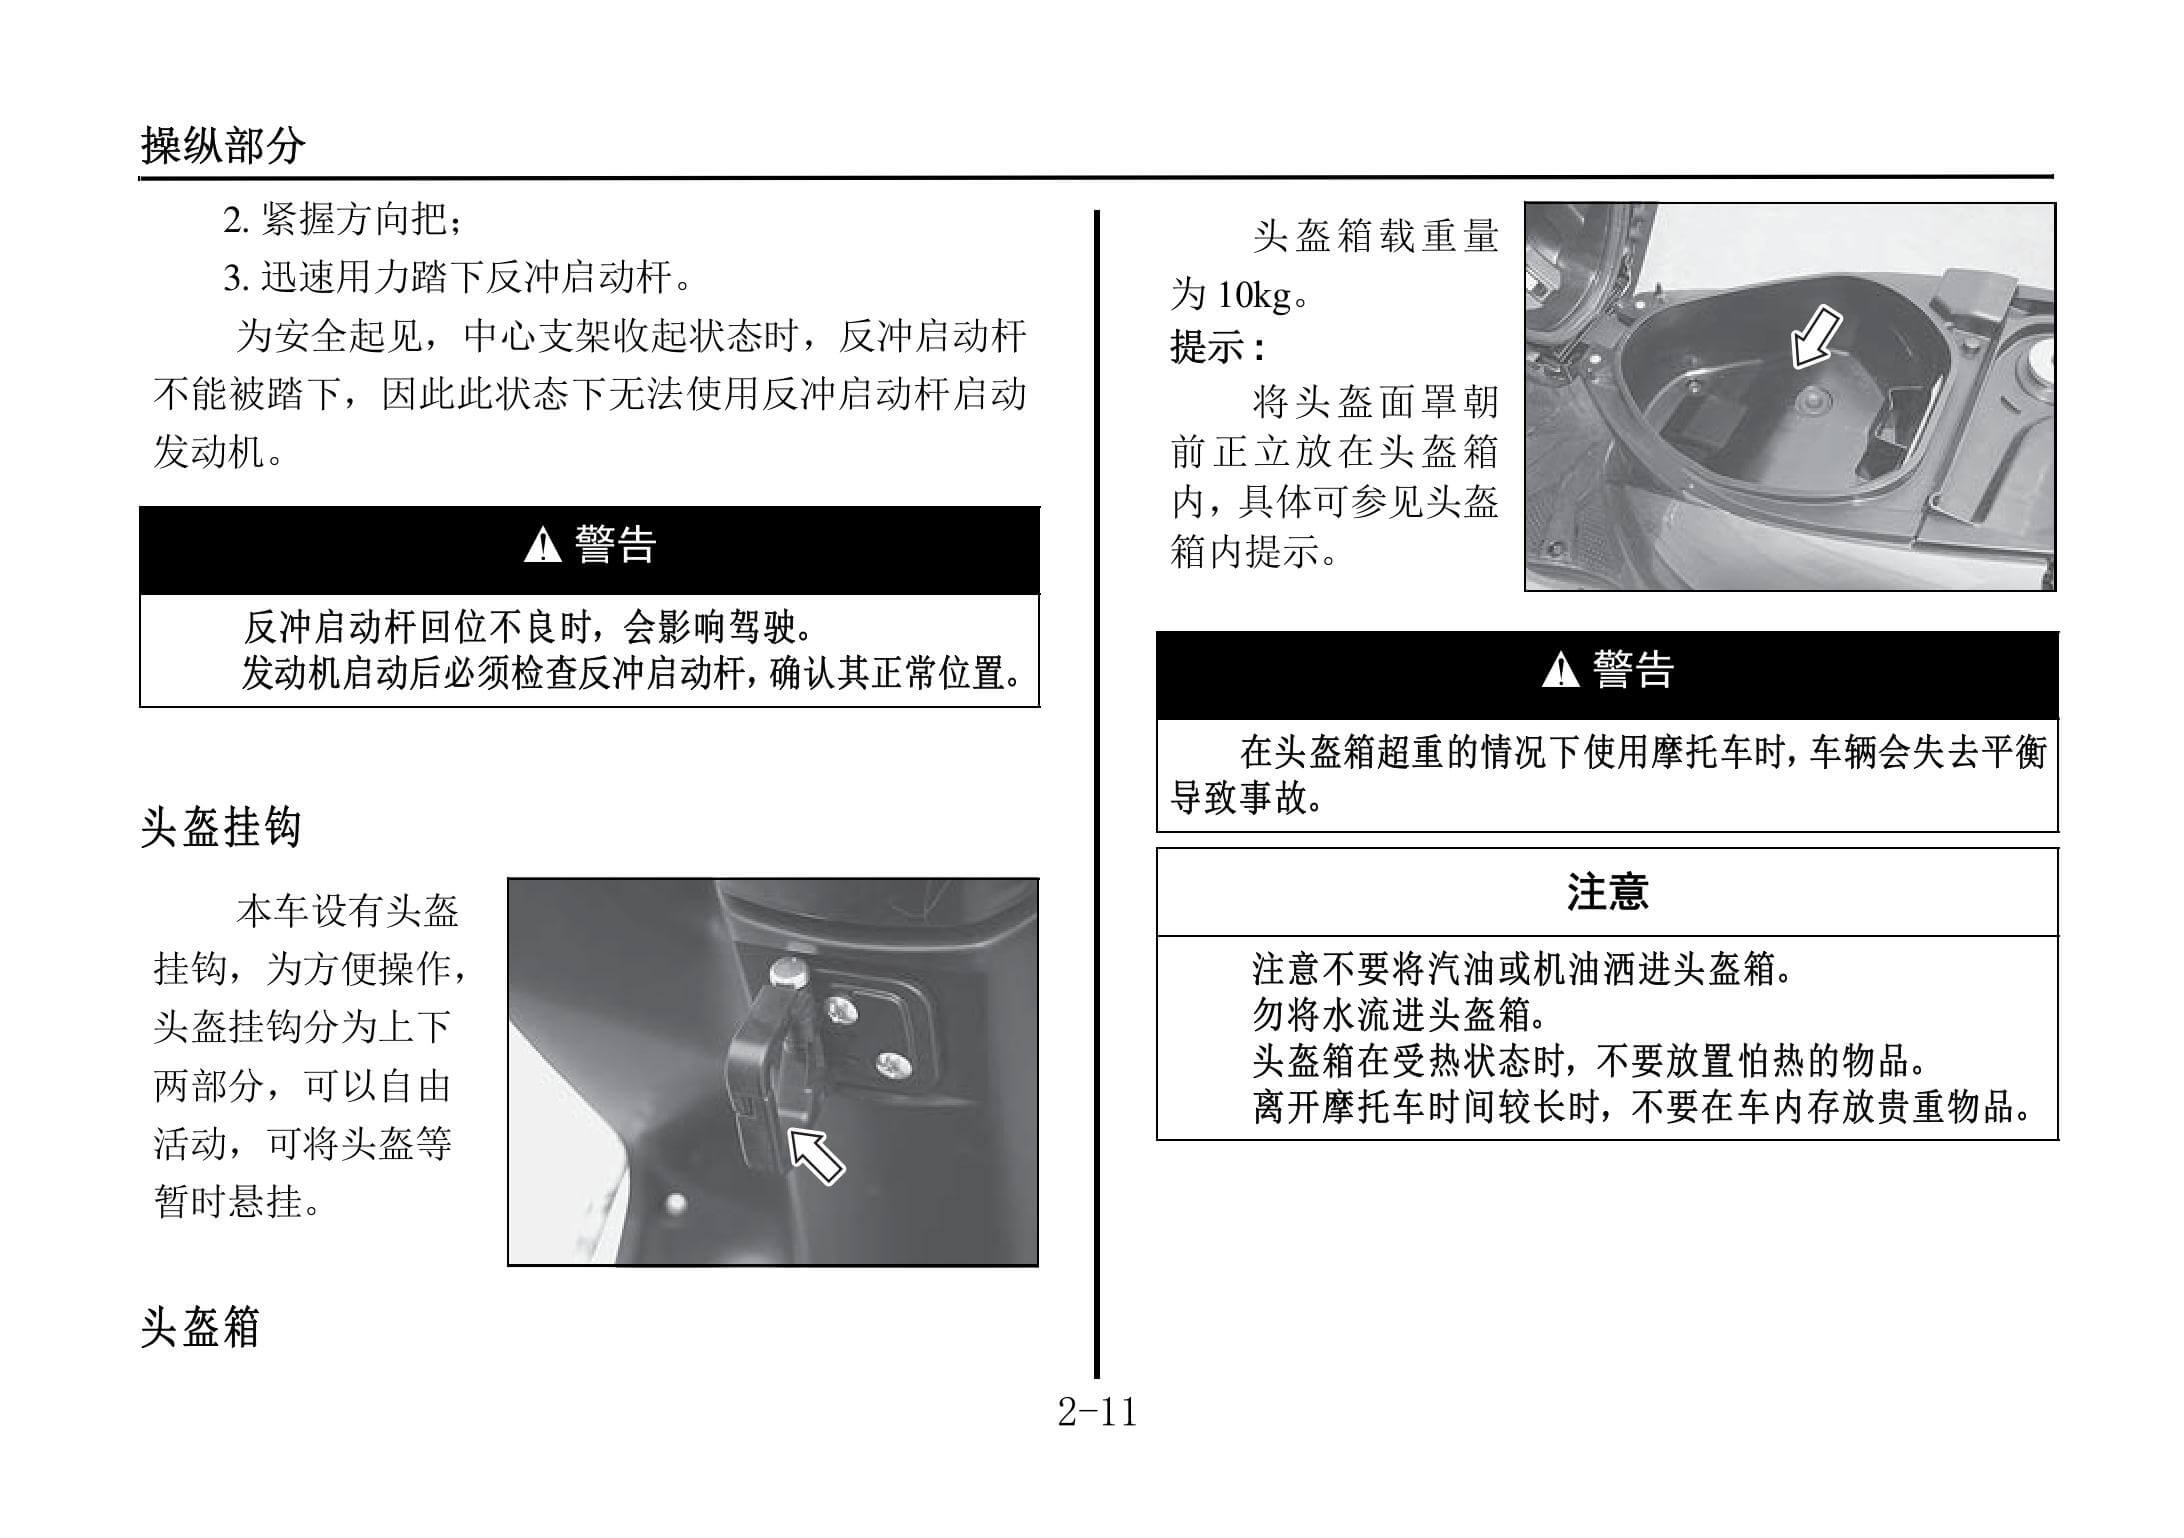 操纵部分
2. 紧握方向把；
3. 迅速用力踏下反冲启动杆。
为安全起见，中心支架收起状态时，反冲启动杆
不能被踏下，因此此状态下无法使用反冲启动杆启动
发动机。
警告
反冲启动杆回位不良时，会影响驾驶。
发动机启动后必须检查反冲启动杆，确认其正常位置。
头盔挂钩
本车设有头盔
挂钩，为方便操作，
头盔挂钩分为上下
两部分，可以自由
活动，可将头盔等
暂时悬挂。
头盔箱
头盔箱载重量
为 10kg。
提示：
将头盔面罩朝
前正立放在头盔箱
内，具体可参见头盔
箱内提示。
警告
在头盔箱超重的情况下使用摩托车时，车辆会失去平衡
导致事故。
注意
注意不要将汽油或机油洒进头盔箱。
勿将水流进头盔箱。
头盔箱在受热状态时，不要放置怕热的物品。
离开摩托车时间较长时，不要在车内存放贵重物品。
2-11